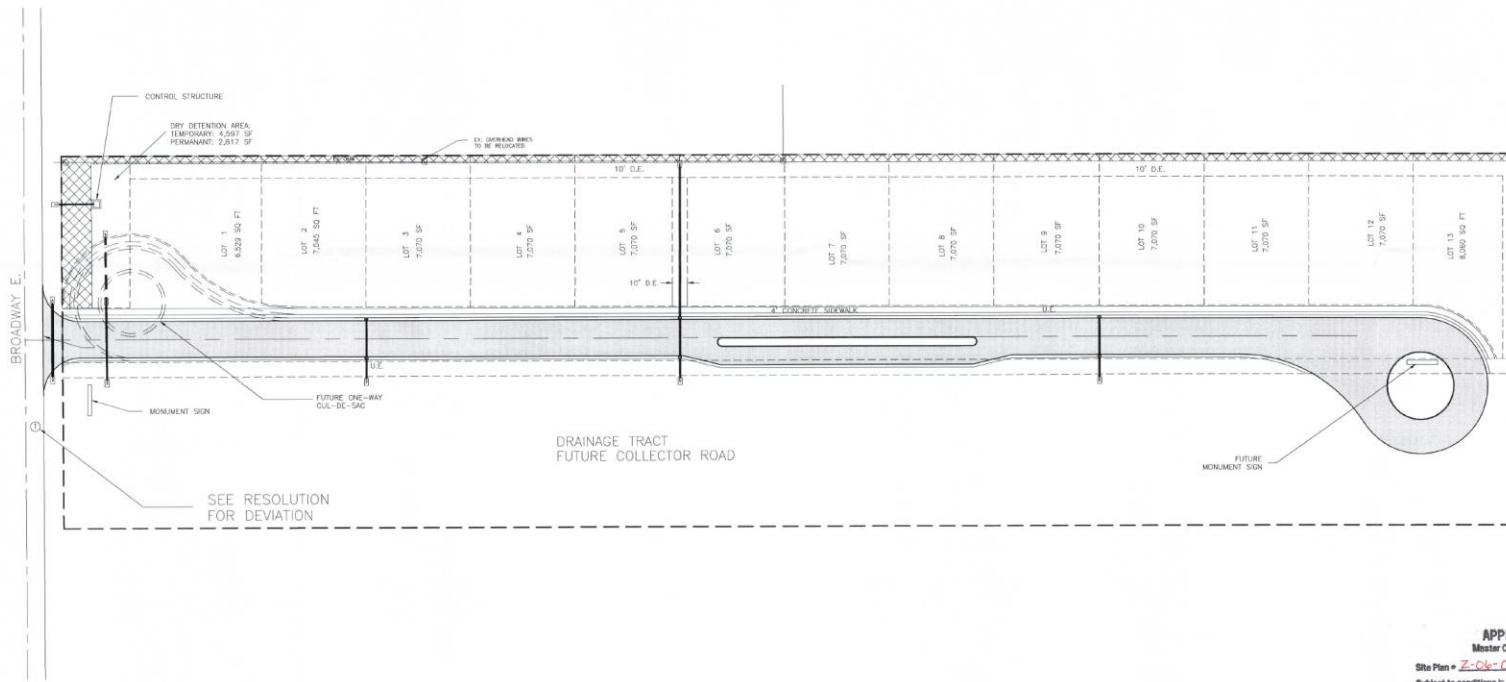 CONTROL STRUCTURE
DRY DETENTION AREA:
TEMPORARY: 4,597 SF
PERMANANT: 2,617 SF
EX. OVERHEAD WIRES
TO BE RELOCATED
10' D.E.
10' D.E.
LOT 1
6,529 SQ FT
LOT 2
7,045 SQ FT
LOT 3
7,070 SF
LOT 4
7,070 SF
LOT 5
7,070 SF
LOT 6
7,070 SF
LOT 7
7,070 SF
LOT 8
7,070 SF
LOT 9
7,070 SF
LOT 10
7,070 SF
LOT 11
7,070 SF
LOT 12
7,070 SF
LOT 13
8,060 SQ FT
10' D.E.
4' CONCRETE SIDEWALK
U.E.
BROADWAY E.
U.E.
FUTURE ONE-WAY
CUL-DE-SAC
MONUMENT SIGN
1
DRAINAGE TRACT
FUTURE COLLECTOR ROAD
FUTURE
MONUMENT SIGN
SEE RESOLUTION
FOR DEVIATION
APP
Master C
Site Plan # Z-06-0